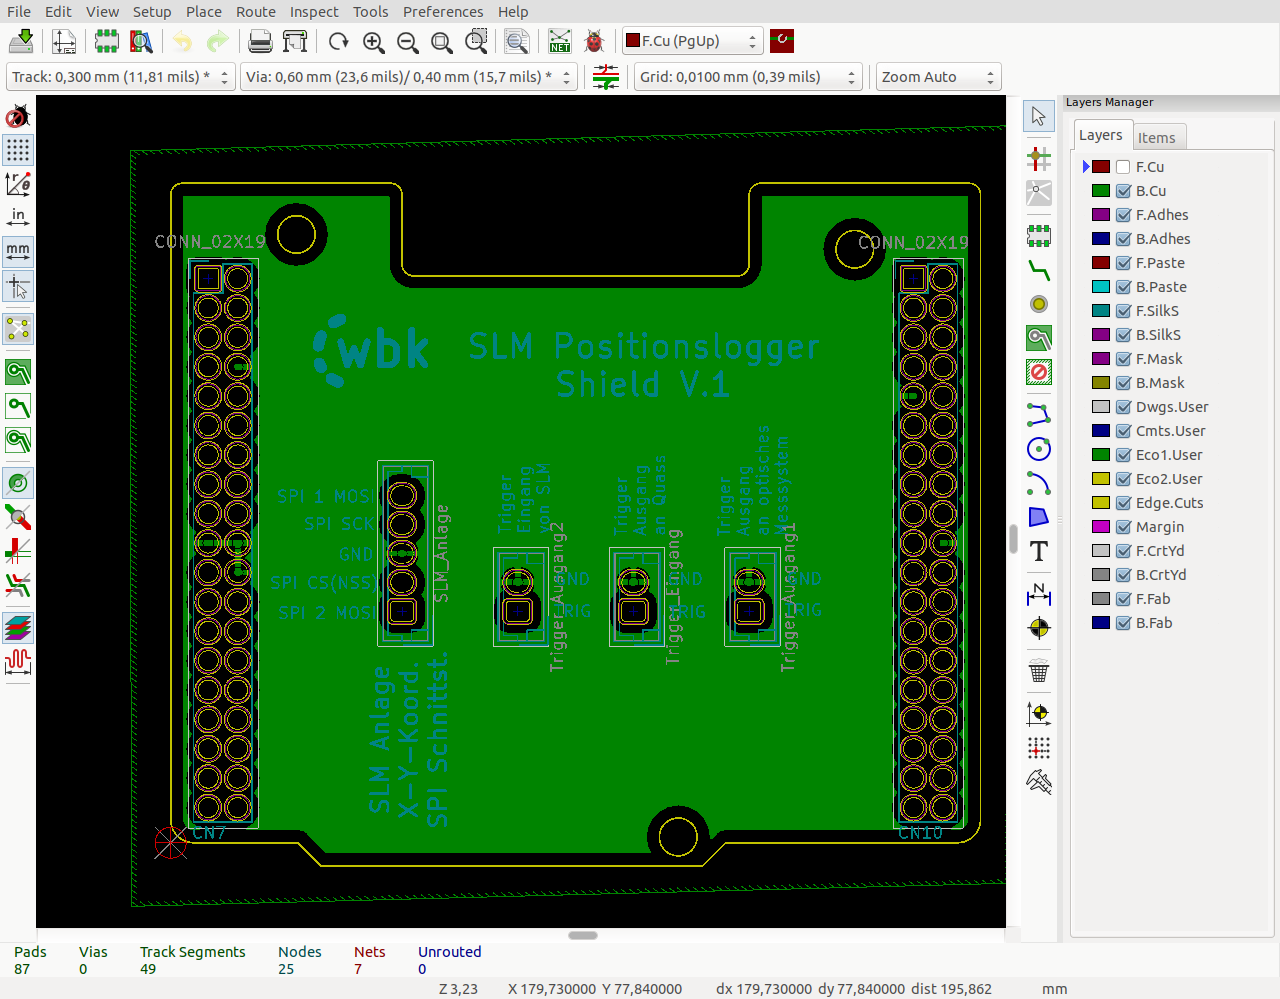 File Edit View Setup Place Route Inspect Tools Preferences Help
NET
F.Cu (PgUp)
Track: 0,300 mm (11,81 mils) *
Via: 0,60 mm (23,6 mils)/ 0,40 mm (15,7 mils) *
Grid: 0,0100 mm (0,39 mils)
Zoom Auto
in
mm
Layers Manager
Layers
Items
F.Cu
B.Cu
F.Adhes
B.Adhes
F.Paste
B.Paste
F.SilkS
B.SilkS
F.Mask
B.Mask
Dwgs.User
Cmts.User
Eco1.User
Eco2.User
Edge.Cuts
Margin
F.CrtYd
B.CrtYd
F.Fab
B.Fab
CONN_02X19
CONN_02X19
wbk
SLM Positionslogger
Shield V.1
SPI 1 MOSI
SPI SCK
GND
SPI CS(NSS)
SPI 2 MOSI
SLM_Anlage
SLM Anlage
X-Y-Koord.
SPI Schnittst.
Trigger
Eingang
von SLM
Trigger_Ausgang2
GND
TRIG
Trigger
Ausgang
an Quass
Trigger_Eingang
GND
TRIG
Trigger
Ausgang
an optisches
Messsystem
Trigger_Ausgang1
GND
TRIG
CN7
CN10
Pads Vias Track Segments Nodes Nets Unrouted
87 0 49 25 7 0
Z 3,23 X 179,730000 Y 77,840000 dx 179,730000 dy 77,840000 dist 195,862 mm